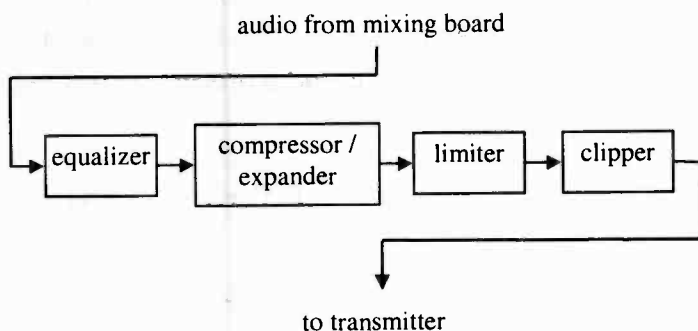 audio from mixing board
equalizer
compressor /
expander
limiter
clipper
to transmitter